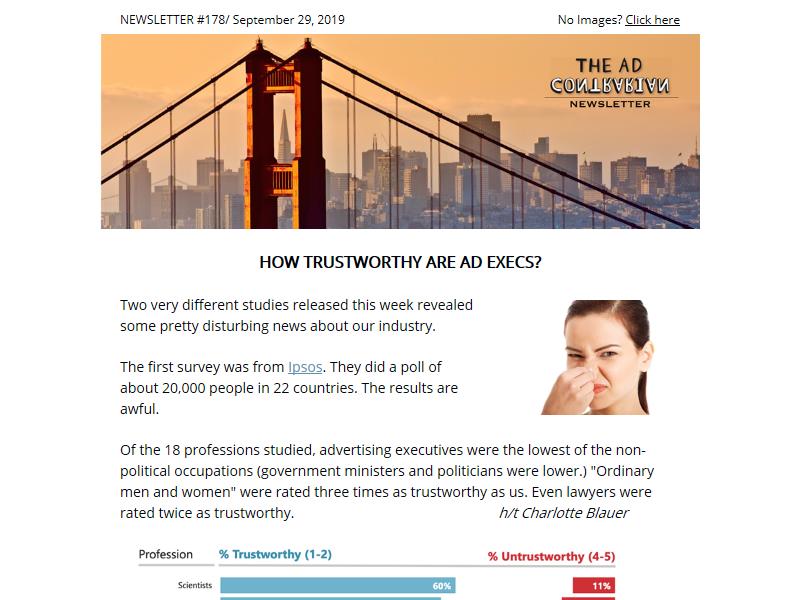 NEWSLETTER #178/ September 29, 2019
No Images? Click here
THE AD
CONTRARIAN
NEWSLETTER
HOW TRUSTWORTHY ARE AD EXECS?
Two very different studies released this week revealed
some pretty disturbing news about our industry.
The first survey was from Ipsos. They did a poll of
about 20,000 people in 22 countries. The results are
awful.
Of the 18 professions studied, advertising executives were the lowest of the non-
political occupations (government ministers and politicians were lower.) "Ordinary
men and women" were rated three times as trustworthy as us. Even lawyers were
rated twice as trustworthy. h/t Charlotte Blauer
Profession % Trustworthy (1-2) % Untrustworthy (4-5)
Scientists 60% 11%